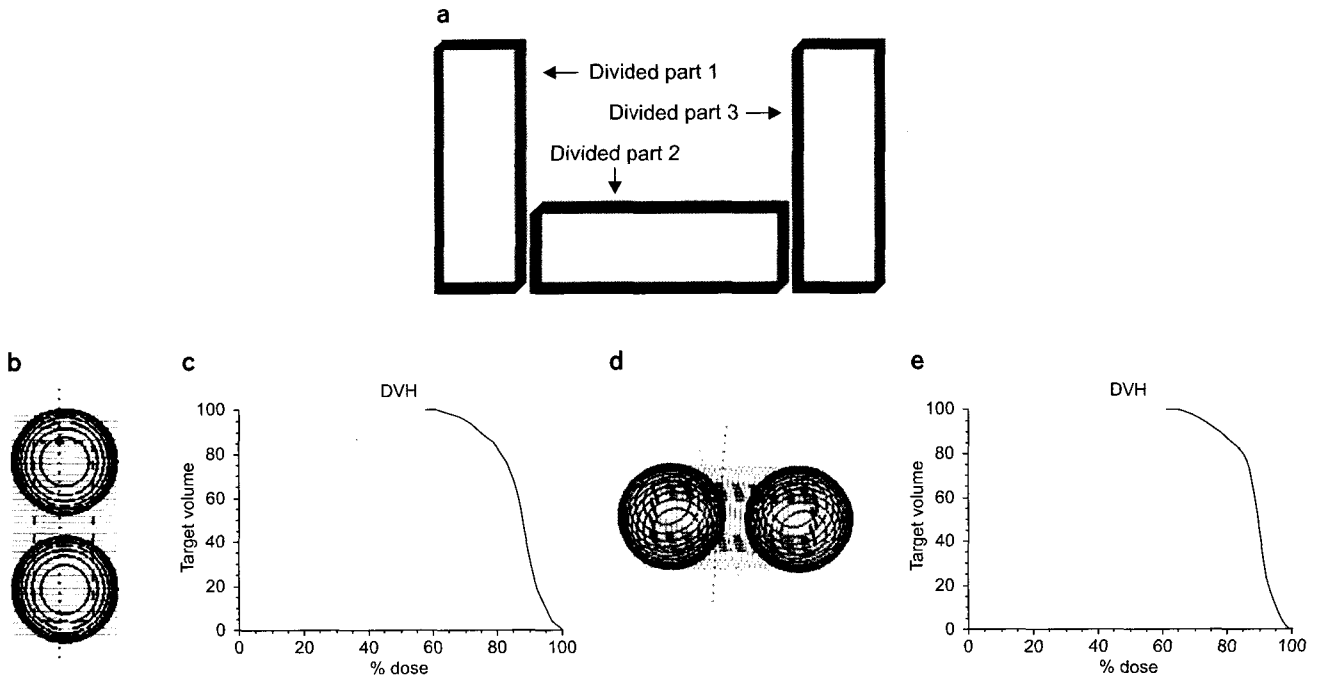 a
Divided part 1
Divided part 3
Divided part 2
b
c
DVH
100
80
60
40
20
0
Target volume
0 20 40 60 80 100
% dose
d
e
DVH
100
80
60
40
20
0
Target volume
0 20 40 60 80 100
% dose